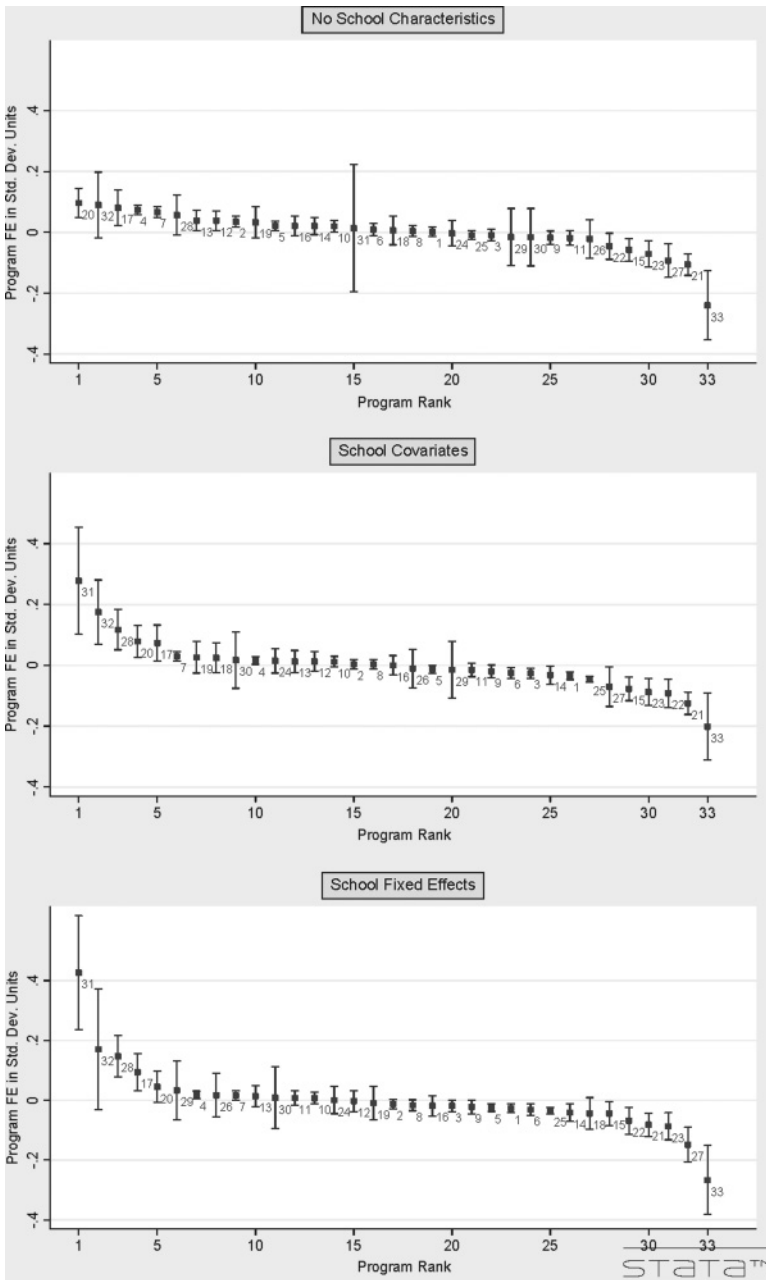 No School Characteristics
Program FE in Std. Dev. Units
.4
.2
0
-.2
-.4
20 32 17 4 7 28 13 12 2 19 5 16 14 10 31 6 18 8 1 24 25 3 29 30 9 11 26 22 15 23 27 21 33
1 5 10 15 20 25 30 33
Program Rank
School Covariates
Program FE in Std. Dev. Units
.4
.2
0
-.2
-.4
31 32 28 20 17 7 19 18 30 4 24 13 12 10 2 8 16 26 5 29 11 9 6 3 14 1 25 27 15 23 22 21 33
1 5 10 15 20 25 30 33
Program Rank
School Fixed Effects
Program FE in Std. Dev. Units
.4
.2
0
-.2
-.4
31 32 28 17 20 29 4 26 7 13 30 11 10 24 12 19 2 8 16 3 9 5 1 6 25 14 18 15 22 21 23 27 33
1 5 10 15 20 25 30 33
Program Rank
STATA™